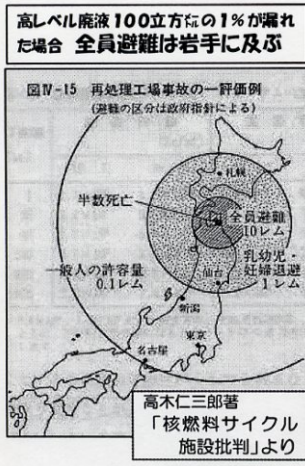 高レベル廃液100立方㍍の1％が漏れ
た場合 全員避難は岩手に及ぶ
図Ⅳ-15 再処理工場事故の一評価例
(避難の区分は政府指針による)
札幌
半数死亡
全員避難
10レム
乳幼児・
妊婦退避
1レム
一般人の許容量
0.1レム
仙台
新潟
東京
名古屋
高木仁三郎著
「核燃料サイクル
施設批判」より